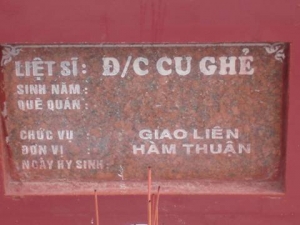 LIỆT SĨ : Đ/C CU GHẺ
SINH NĂM :
QUÊ QUÁN :
CHỨC VỤ : GIAO LIÊN
ĐƠN VỊ : HÀM THUẬN
NGÀY HY SINH :